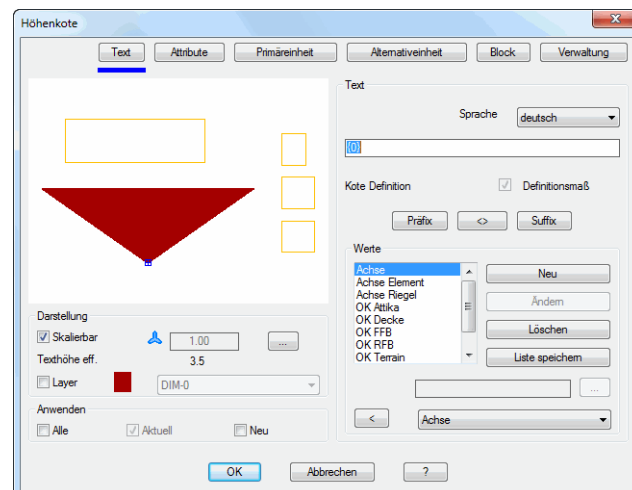 Höhenkote
Text Attribute Primäreinheit Alternativeinheit Block Verwaltung
Text
Sprache deutsch
{0}
Kote Definition Definitionsmaß
Präfix <> Suffix
Werte
Achse
Achse Element
Achse Riegel
OK Attika
OK Decke
OK FFB
OK RFB
OK Terrain
Neu
Ändern
Löschen
Liste speichern
...
< Achse
Darstellung
Skalierbar 1.00 ...
Texthöhe eff. 3.5
Layer DIM-0
Anwenden
Alle Aktuell Neu
OK Abbrechen ?